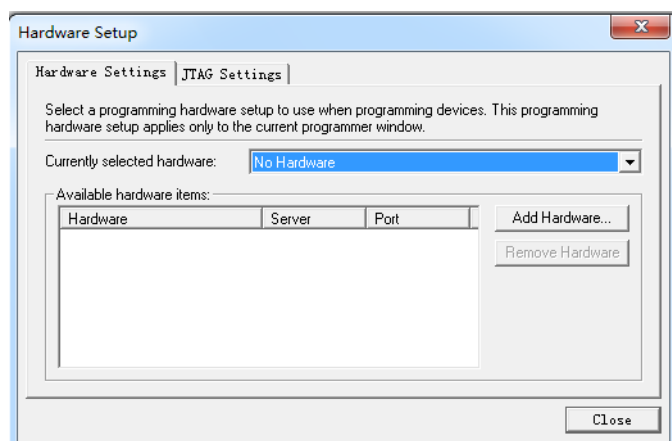 Hardware Setup
Hardware Settings JTAG Settings
Select a programming hardware setup to use when programming devices. This programming
hardware setup applies only to the current programmer window.
Currently selected hardware: No Hardware
Available hardware items:
Hardware Server Port
Add Hardware...
Remove Hardware
Close